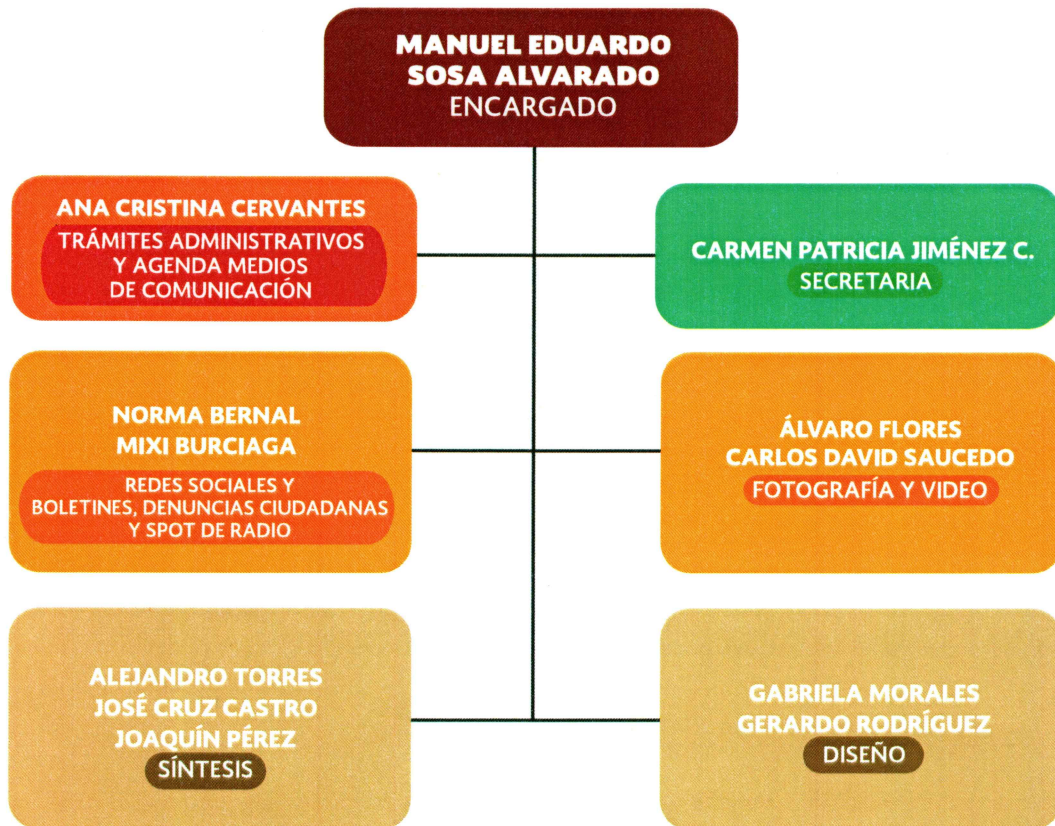 MANUEL EDUARDO
SOSA ALVARADO
ENCARGADO
ANA CRISTINA CERVANTES
TRÁMITES ADMINISTRATIVOS
Y AGENDA MEDIOS
DE COMUNICACIÓN
CARMEN PATRICIA JIMÉNEZ C.
SECRETARIA
NORMA BERNAL
MIXI BURCIAGA
REDES SOCIALES Y
BOLETINES, DENUNCIAS CIUDADANAS
Y SPOT DE RADIO
ÁLVARO FLORES
CARLOS DAVID SAUCEDO
FOTOGRAFÍA Y VIDEO
ALEJANDRO TORRES
JOSÉ CRUZ CASTRO
JOAQUÍN PÉREZ
SÍNTESIS
GABRIELA MORALES
GERARDO RODRÍGUEZ
DISEÑO